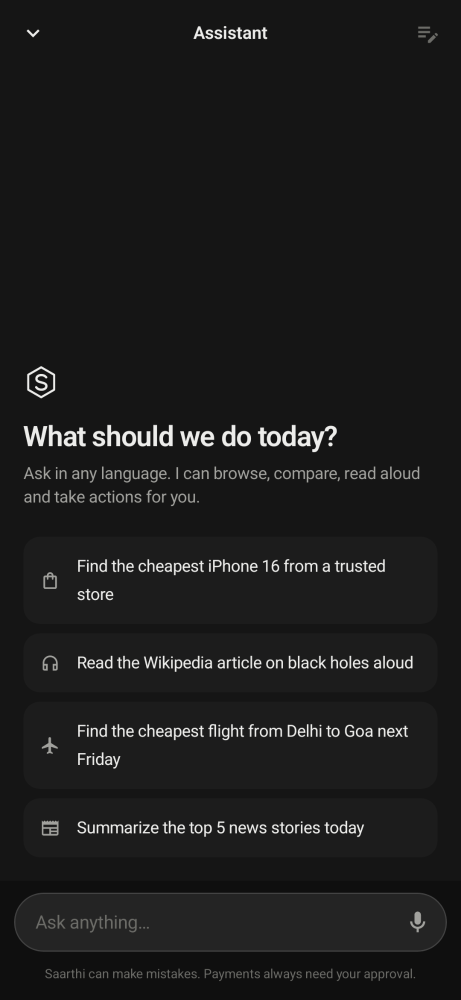 Assistant
S
What should we do today?
Ask in any language. I can browse, compare, read aloud
and take actions for you.
Find the cheapest iPhone 16 from a trusted
store
Read the Wikipedia article on black holes aloud
Find the cheapest flight from Delhi to Goa next
Friday
Summarize the top 5 news stories today
Ask anything...
Saarthi can make mistakes. Payments always need your approval.